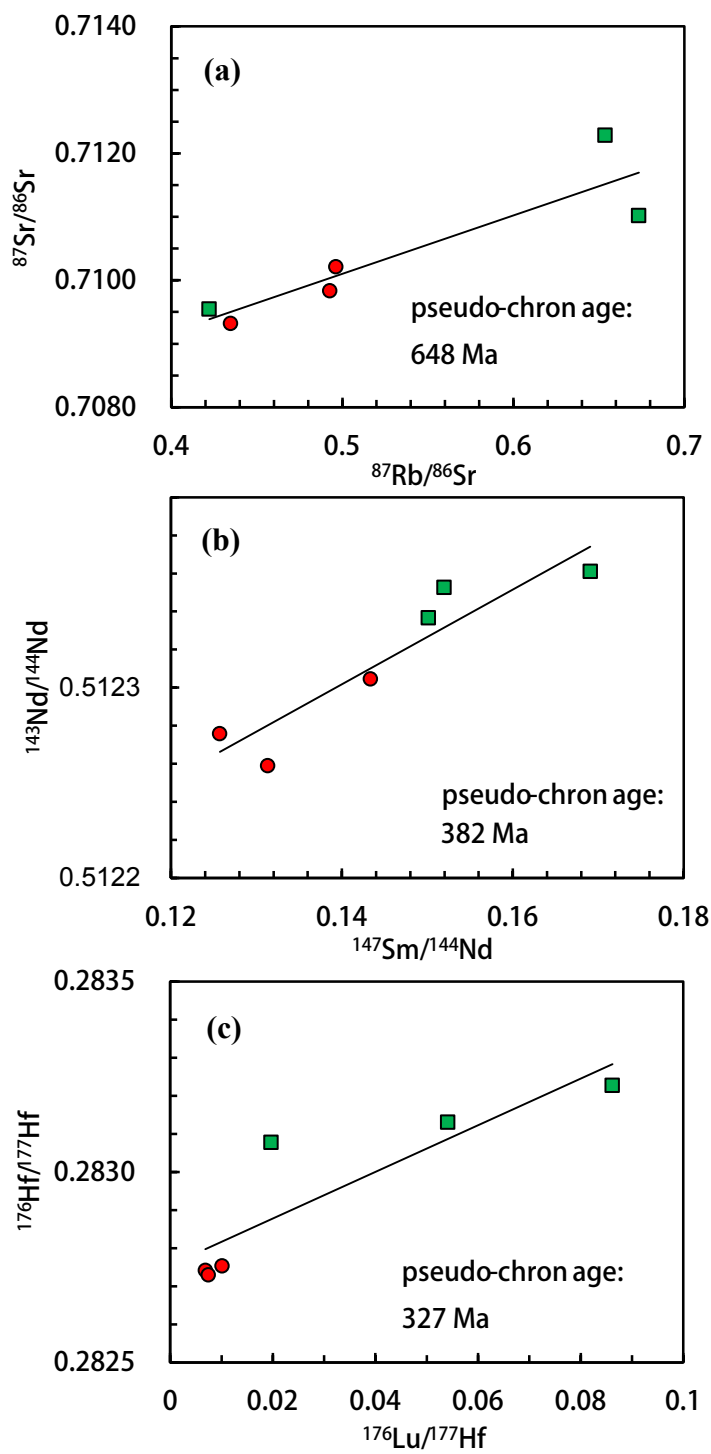 0.7140
(a)
0.7120
⁸⁷Sr/⁸⁶Sr
0.7100
pseudo-chron age:
648 Ma
0.7080
0.4 0.5 0.6 0.7
⁸⁷Rb/⁸⁶Sr
(b)
¹⁴³Nd/¹⁴⁴Nd
0.5123
pseudo-chron age:
382 Ma
0.5122
0.12 0.14 0.16 0.18
¹⁴⁷Sm/¹⁴⁴Nd
0.2835
(c)
¹⁷⁶Hf/¹⁷⁷Hf
0.2830
pseudo-chron age:
327 Ma
0.2825
0 0.02 0.04 0.06 0.08 0.1
¹⁷⁶Lu/¹⁷⁷Hf